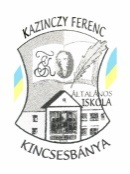 KAZINCZY FERENC
ÁLTALÁNOS
ISKOLA
KINCSESBÁNYA